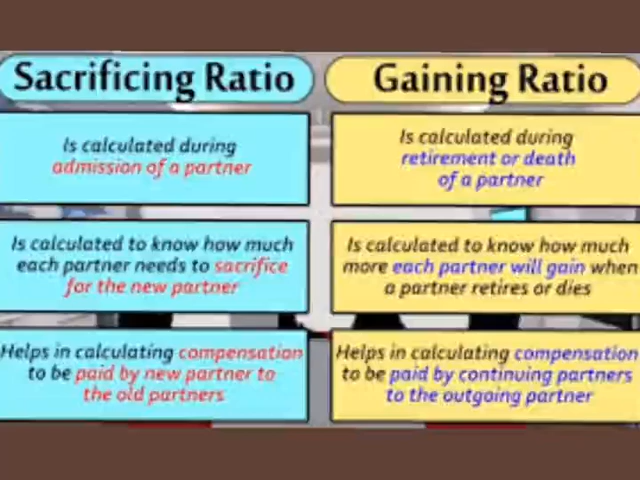 Sacrificing Ratio
Is calculated during
admission of a partner
Is calculated to know how much
each partner needs to sacrifice
for the new partner
Helps in calculating compensation
to be paid by new partner to
the old partners
Gaining Ratio
Is calculated during
retirement or death
of a partner
Is calculated to know how much
more each partner will gain when
a partner retires or dies
Helps in calculating compensation
to be paid by continuing partners
to the outgoing partner